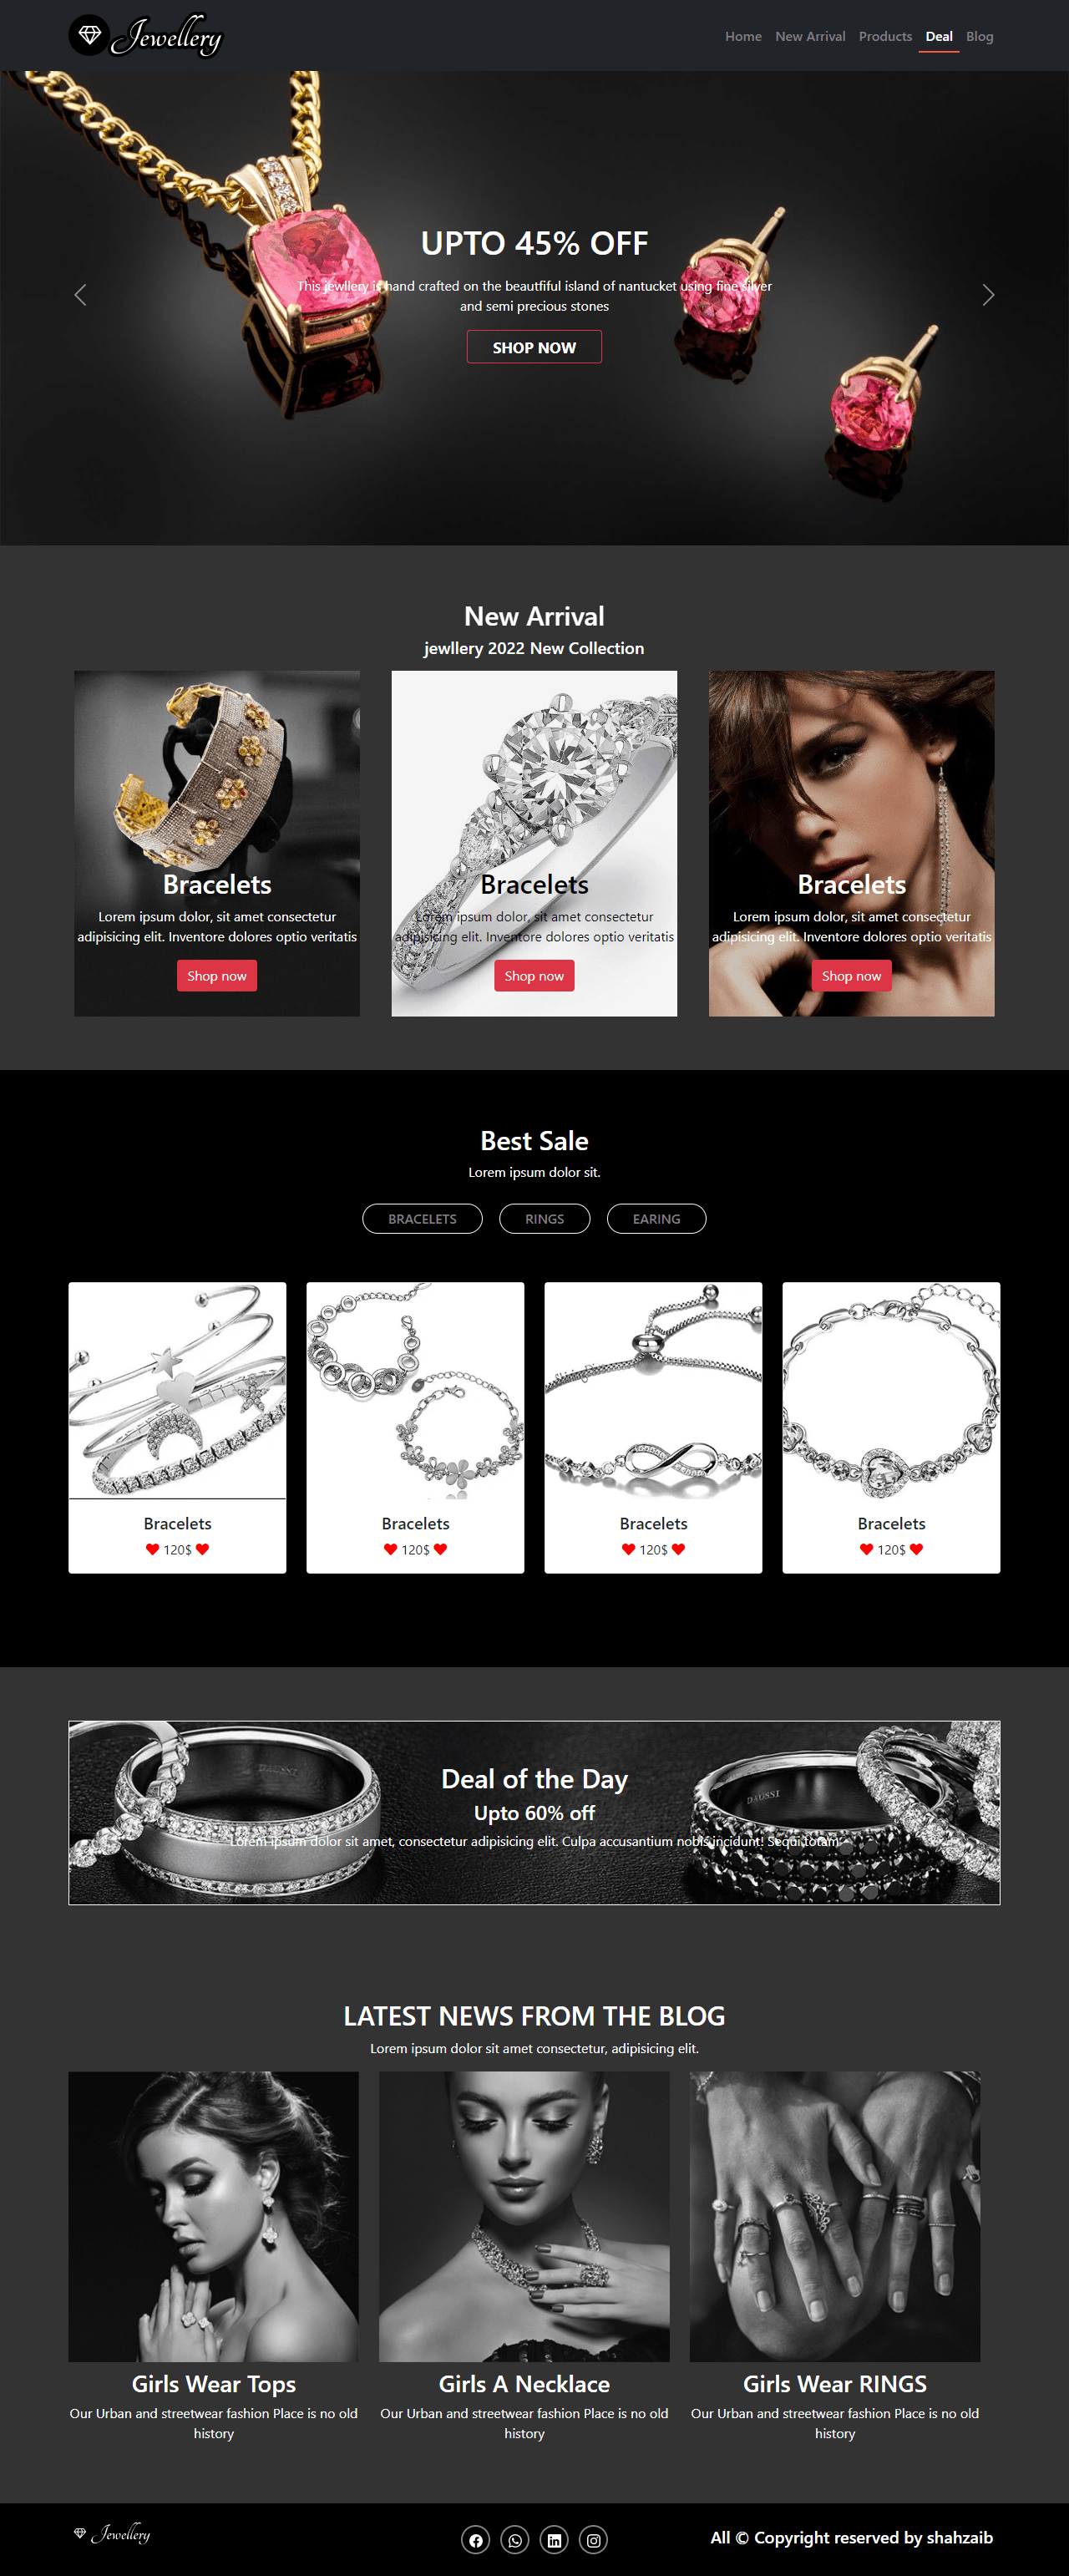 Jewellery
Home New Arrival Products Deal Blog
UPTO 45% OFF
This jewllery is hand crafted on the beautfiful island of nantucket using fine silver
and semi precious stones
SHOP NOW
New Arrival
jewllery 2022 New Collection
Bracelets
Lorem ipsum dolor, sit amet consectetur
adipisicing elit. Inventore dolores optio veritatis
Shop now
Bracelets
Lorem ipsum dolor, sit amet consectetur
adipisicing elit. Inventore dolores optio veritatis
Shop now
Bracelets
Lorem ipsum dolor, sit amet consectetur
adipisicing elit. Inventore dolores optio veritatis
Shop now
Best Sale
Lorem ipsum dolor sit.
BRACELETS RINGS EARING
Bracelets
120$
Bracelets
120$
Bracelets
120$
Bracelets
120$
Deal of the Day
Upto 60% off
Lorem ipsum dolor sit amet, consectetur adipisicing elit. Culpa accusantium nobis incidunt! Sequi totam
LATEST NEWS FROM THE BLOG
Lorem ipsum dolor sit amet consectetur, adipisicing elit.
Girls Wear Tops
Our Urban and streetwear fashion Place is no old
history
Girls A Necklace
Our Urban and streetwear fashion Place is no old
history
Girls Wear RINGS
Our Urban and streetwear fashion Place is no old
history
Jewellery
All © Copyright reserved by shahzaib